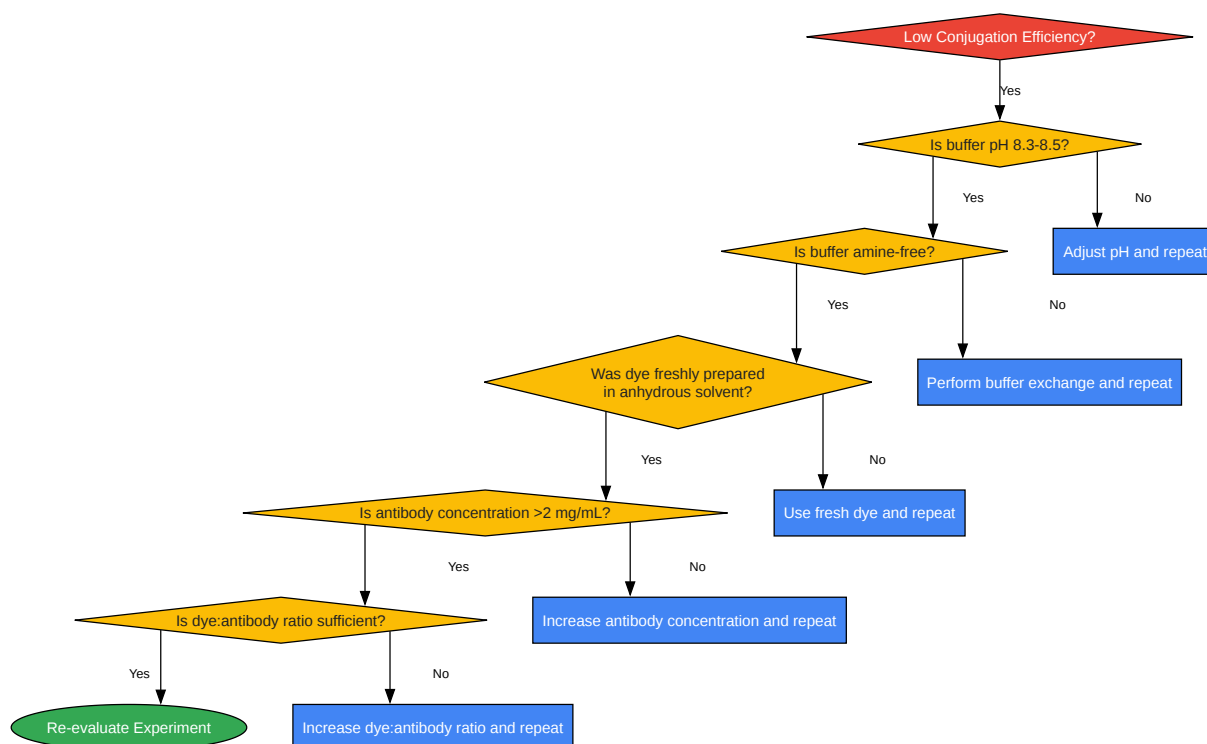 Low Conjugation Efficiency?
Yes
Is buffer pH 8.3-8.5?
Yes
No
Is buffer amine-free?
Adjust pH and repeat
Yes
No
Was dye freshly prepared
in anhydrous solvent?
Perform buffer exchange and repeat
Yes
No
Is antibody concentration >2 mg/mL?
Use fresh dye and repeat
Yes
No
Is dye:antibody ratio sufficient?
Increase antibody concentration and repeat
Yes
No
Re-evaluate Experiment
Increase dye:antibody ratio and repeat